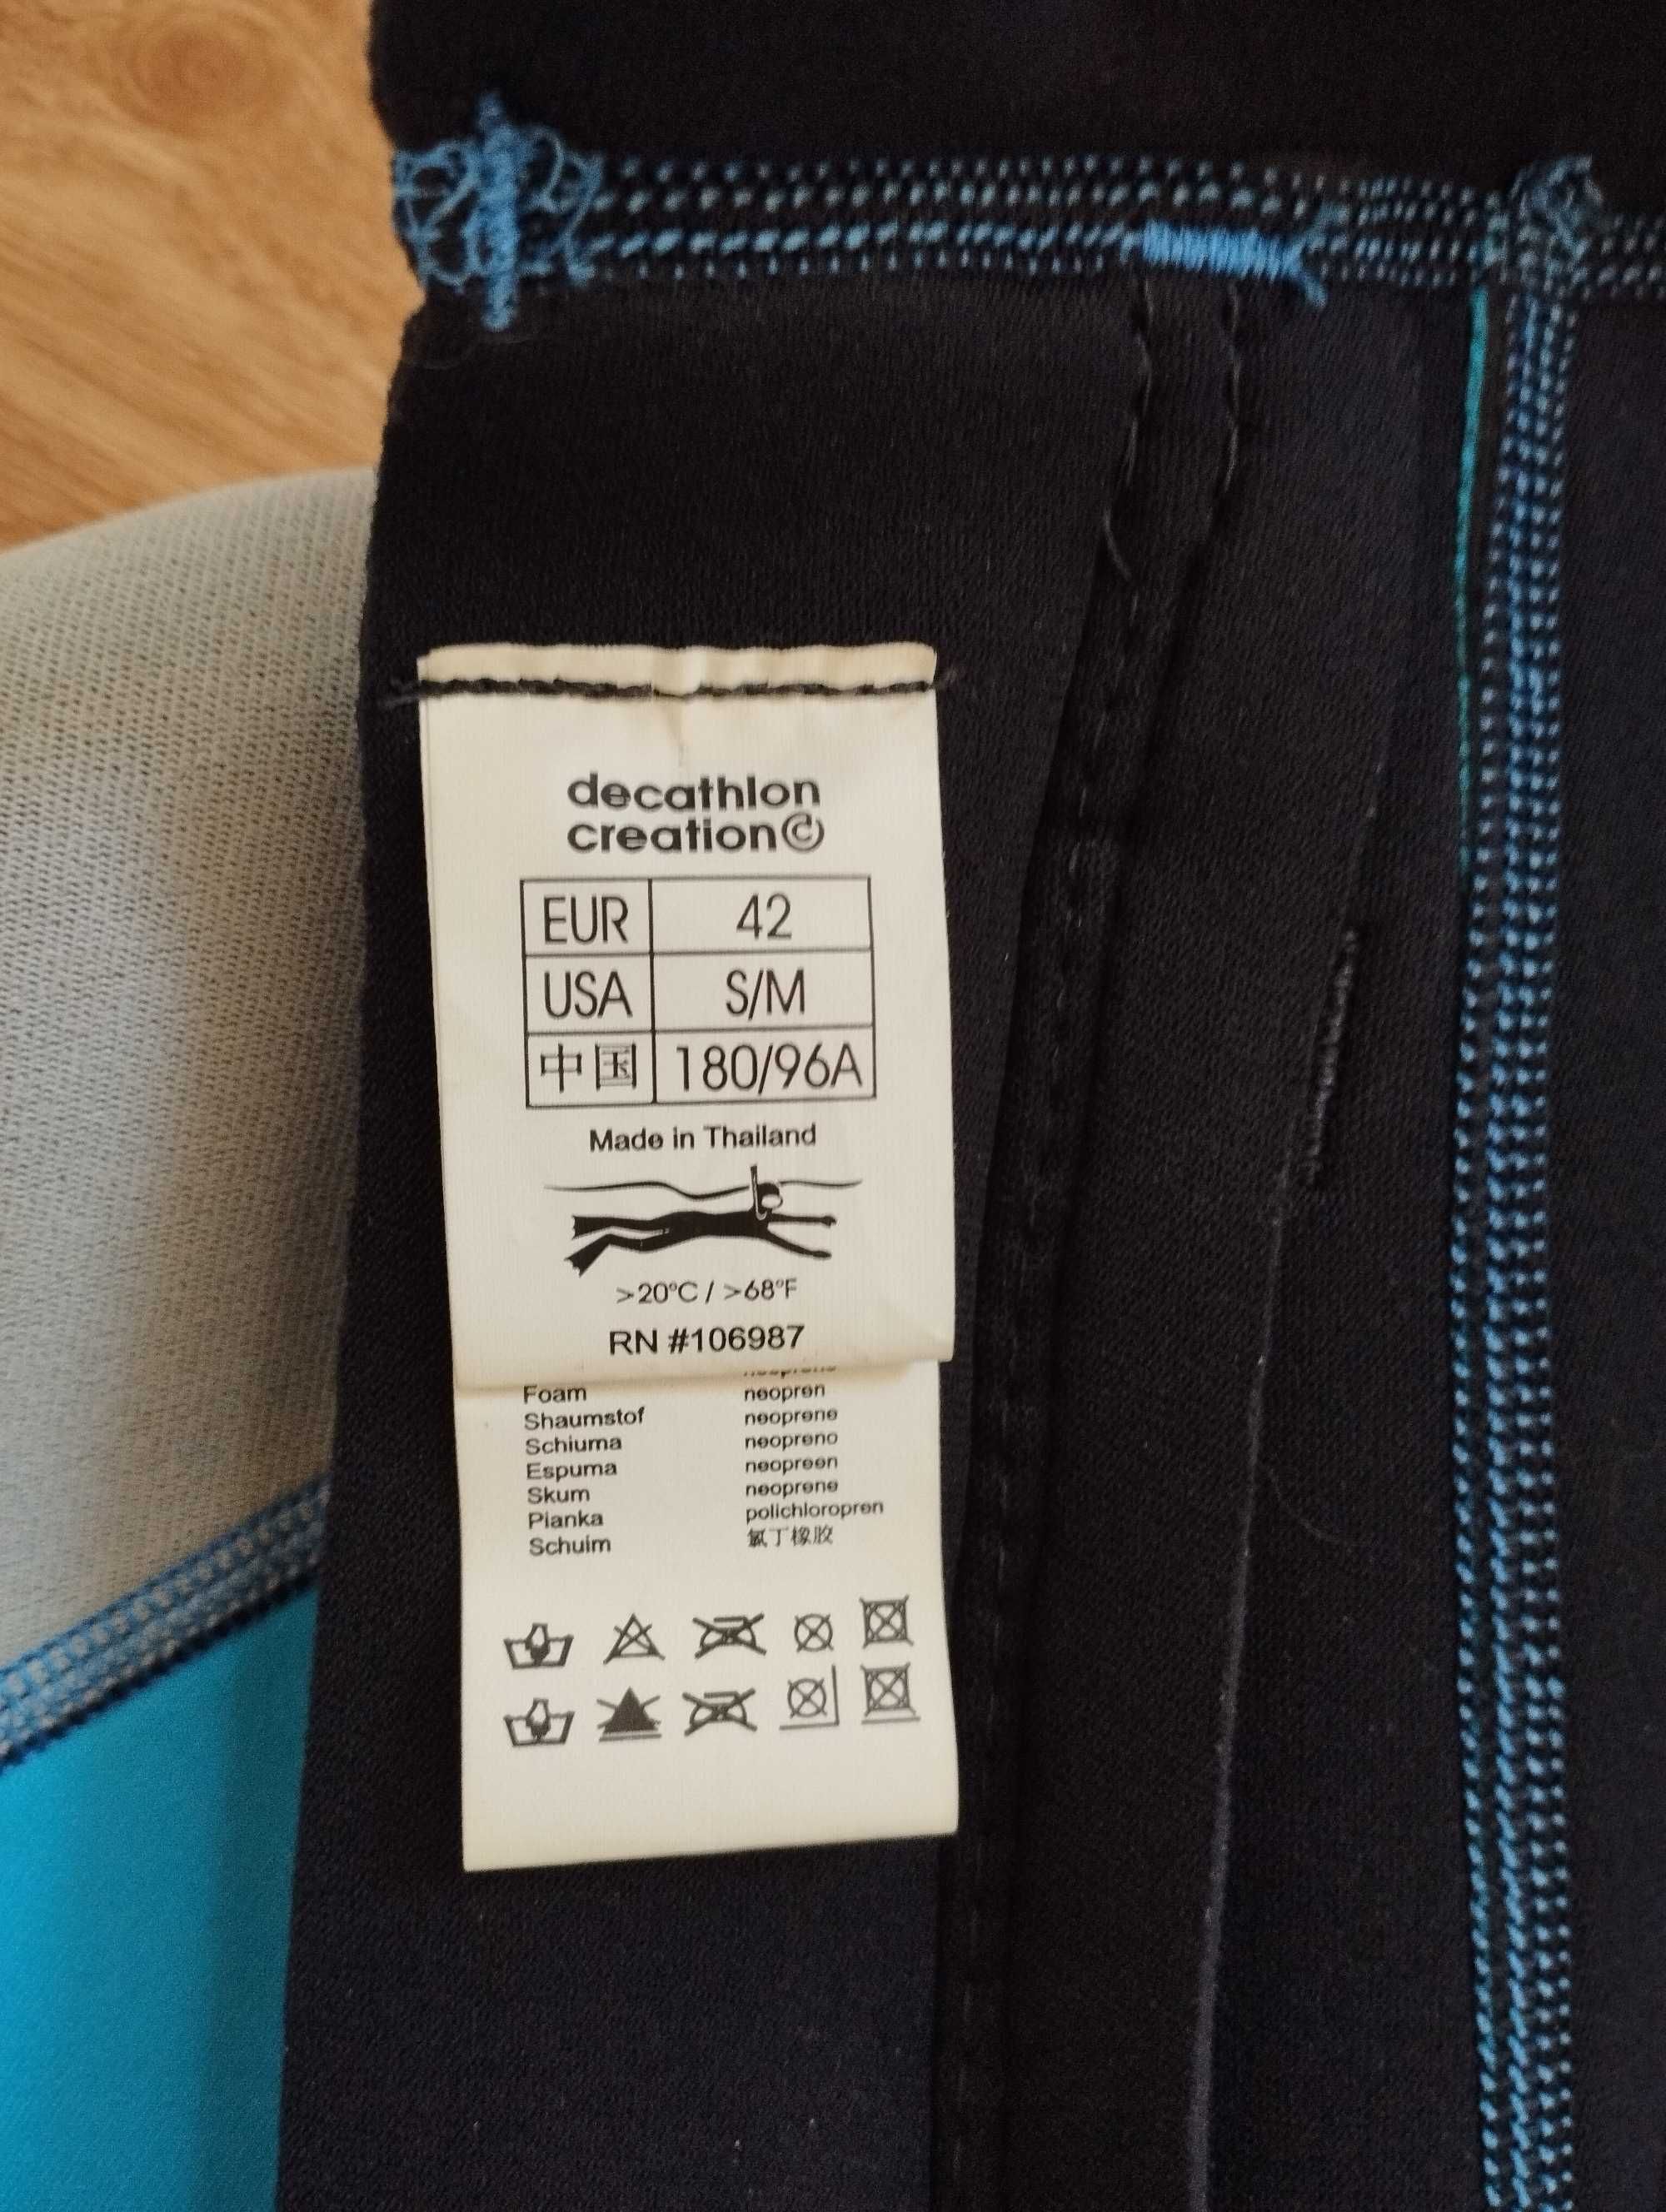 decathlon
creation©
EUR 42
USA S/M
中国 180/96A
Made in Thailand
>20°C / >68°F
RN #106987
Foam neopren
Shaumstof neoprene
Schiuma neopreno
Espuma neopreen
Skum neoprene
Pianka polichloropren
Schuim 氯丁橡胶